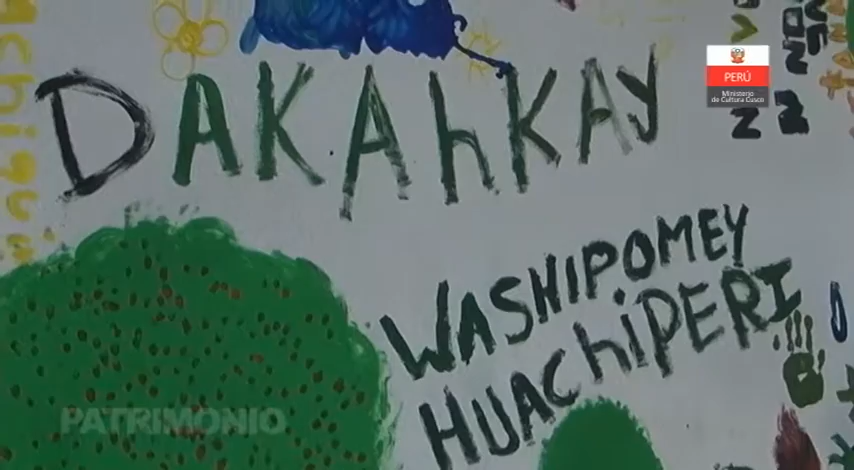 DAKAhKAY
WASHIPOMEY
HUAChiPERI
PERÚ
Ministerio
de Cultura Cusco
PATRIMONIO